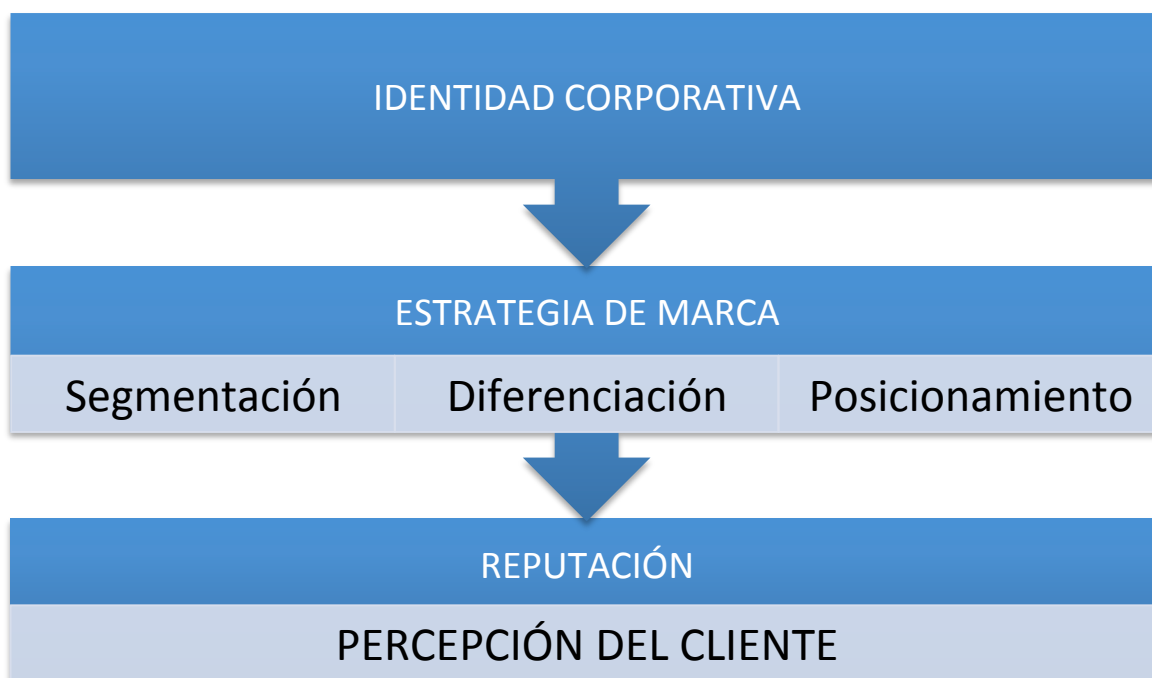 IDENTIDAD CORPORATIVA
ESTRATEGIA DE MARCA
Segmentación Diferenciación Posicionamiento
REPUTACIÓN
PERCEPCIÓN DEL CLIENTE